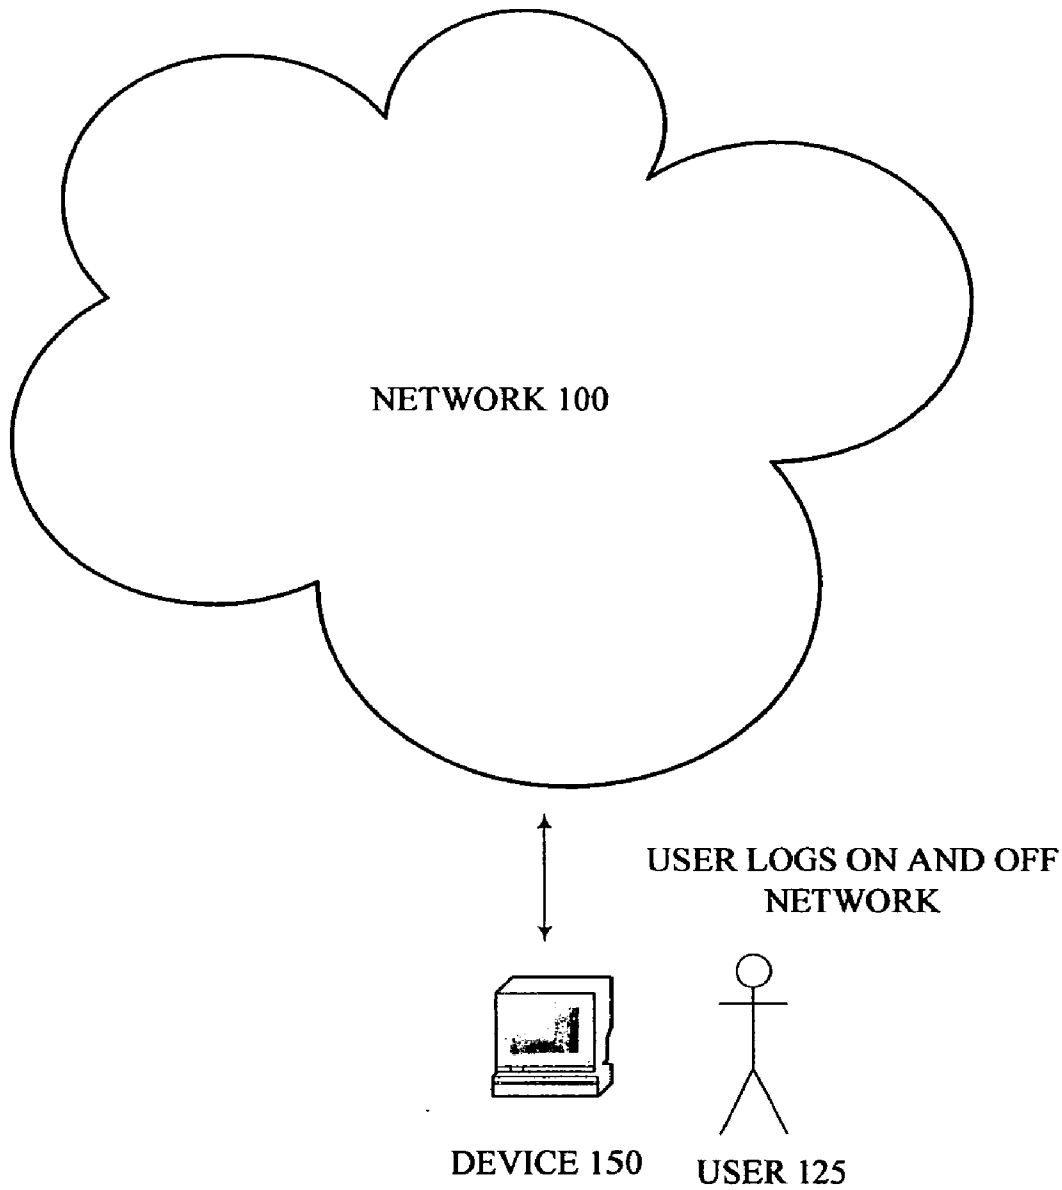 NETWORK 100
USER LOGS ON AND OFF
NETWORK
DEVICE 150
USER 125